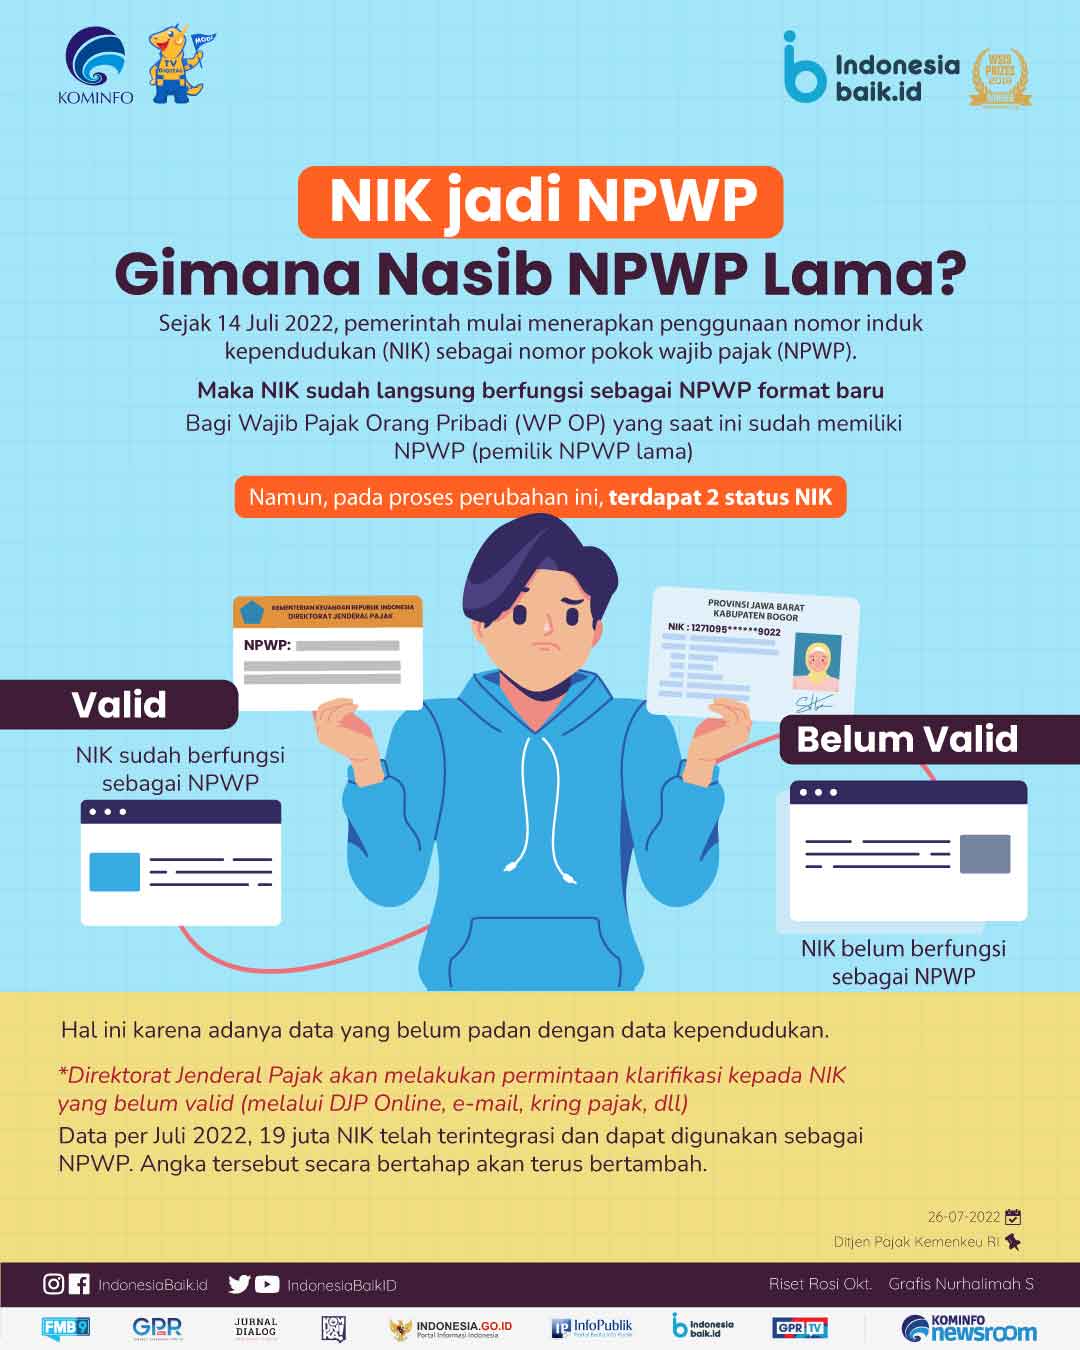 KOMINFO
MODI
TV
DIGITAL
Indonesia
baik.id
WSIS
PRIZES
2019
WINNER
NIK jadi NPWP
Gimana Nasib NPWP Lama?
Sejak 14 Juli 2022, pemerintah mulai menerapkan penggunaan nomor induk
kependudukan (NIK) sebagai nomor pokok wajib pajak (NPWP).
Maka NIK sudah langsung berfungsi sebagai NPWP format baru
Bagi Wajib Pajak Orang Pribadi (WP OP) yang saat ini sudah memiliki
NPWP (pemilik NPWP lama)
Namun, pada proses perubahan ini, terdapat 2 status NIK
KEMENTERIAN KEUANGAN REPUBLIK INDONESIA
DIREKTORAT JENDERAL PAJAK
NPWP:
PROVINSI JAWA BARAT
KABUPATEN BOGOR
NIK : 1271095******9022
Valid
NIK sudah berfungsi
sebagai NPWP
Belum Valid
NIK belum berfungsi
sebagai NPWP
Hal ini karena adanya data yang belum padan dengan data kependudukan.
*Direktorat Jenderal Pajak akan melakukan permintaan klarifikasi kepada NIK
yang belum valid (melalui DJP Online, e-mail, kring pajak, dll)
Data per Juli 2022, 19 juta NIK telah terintegrasi dan dapat digunakan sebagai
NPWP. Angka tersebut secara bertahap akan terus bertambah.
26-07-2022
Ditjen Pajak Kemenkeu RI
IndonesiaBaik.id
IndonesiaBaikID
Riset Rosi Okt. Grafis Nurhalimah S
FMB9
GPR
JURNAL
DIALOG
INDONESIA.GO.ID
Portal Informasi Indonesia
InfoPublik
Indonesia
baik.id
GPR TV
KOMINFO
newsroom